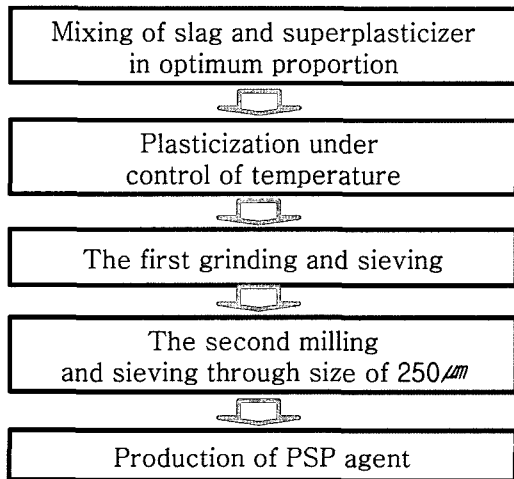 Mixing of slag and superplasticizer
in optimum proportion
Plasticization under
control of temperature
The first grinding and sieving
The second milling
and sieving through size of 250㎛
Production of PSP agent